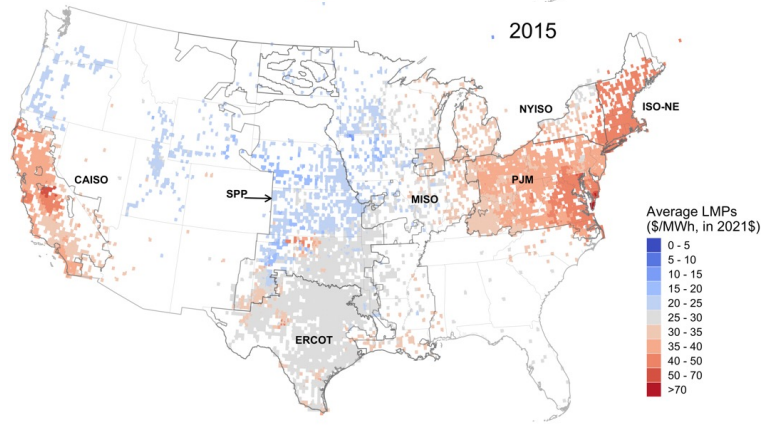 2015
NYISO
ISO-NE
CAISO
PJM
SPP
MISO
ERCOT
Average LMPs
($/MWh, in 2021$)
0 - 5
5 - 10
10 - 15
15 - 20
20 - 25
25 - 30
30 - 35
35 - 40
40 - 50
50 - 70
>70